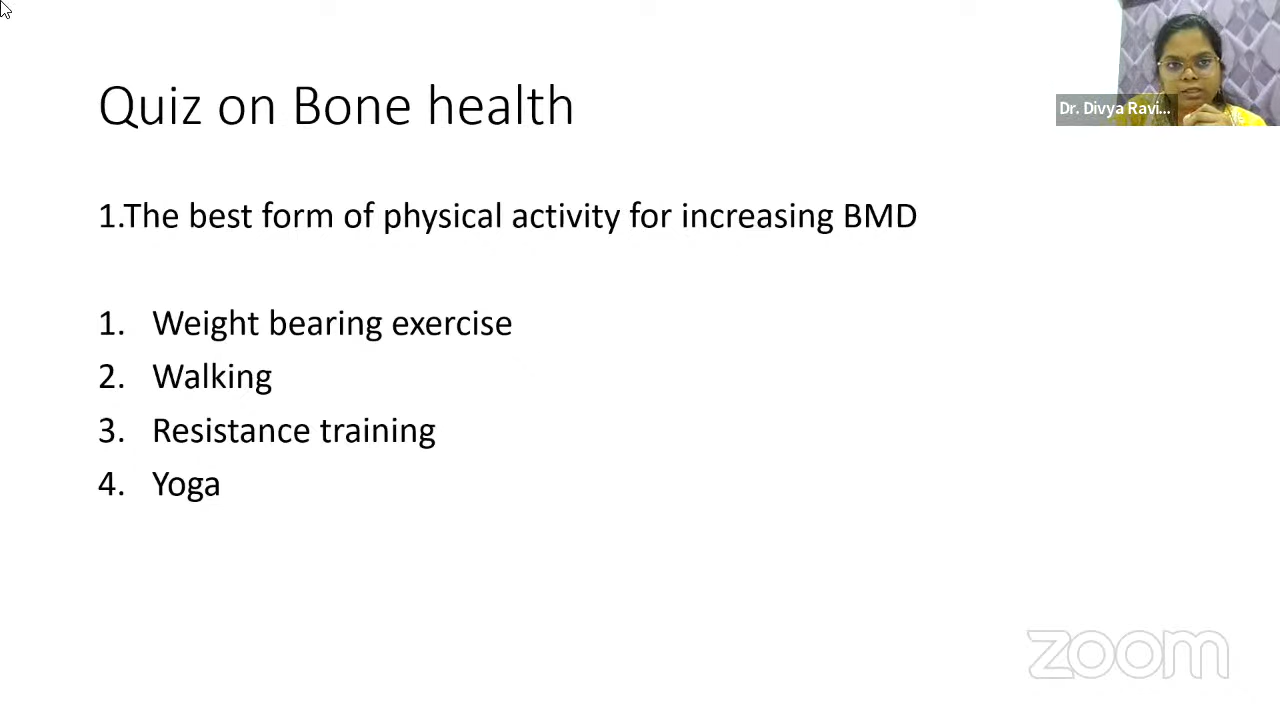 Quiz on Bone health
Dr. Divya Ravi...
1.The best form of physical activity for increasing BMD
1. Weight bearing exercise
2. Walking
3. Resistance training
4. Yoga
zoom